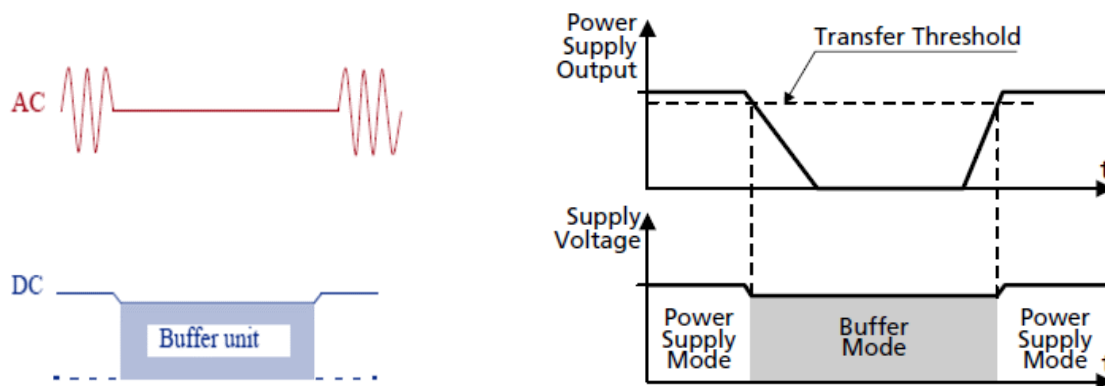 AC
DC
Buffer unit
Power
Supply
Output
Transfer Threshold
t
Supply
Voltage
Power
Supply
Mode
Buffer
Mode
Power
Supply
Mode
t